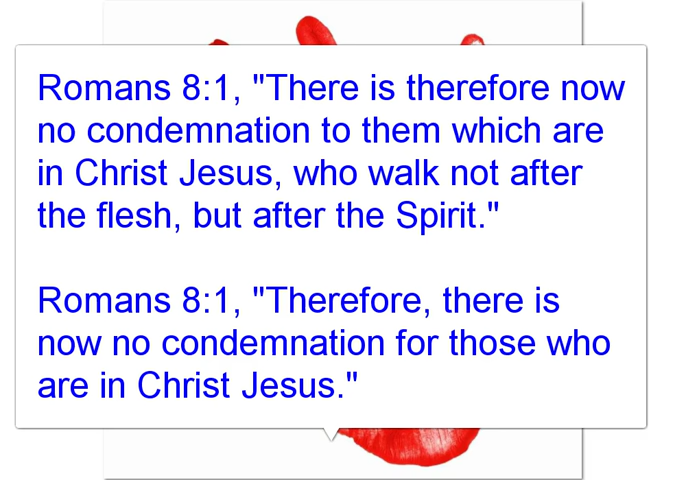 Romans 8:1, "There is therefore now
no condemnation to them which are
in Christ Jesus, who walk not after
the flesh, but after the Spirit."
Romans 8:1, "Therefore, there is
now no condemnation for those who
are in Christ Jesus."